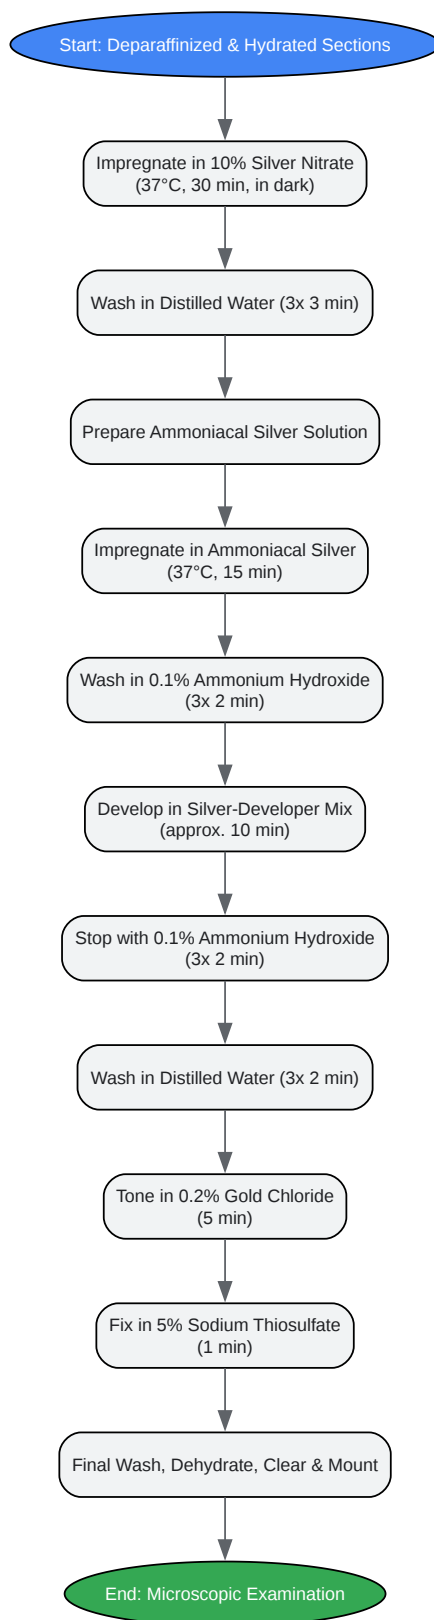 Start: Deparaffinized & Hydrated Sections
Impregnate in 10% Silver Nitrate
(37°C, 30 min, in dark)
Wash in Distilled Water (3x 3 min)
Prepare Ammoniacal Silver Solution
Impregnate in Ammoniacal Silver
(37°C, 15 min)
Wash in 0.1% Ammonium Hydroxide
(3x 2 min)
Develop in Silver-Developer Mix
(approx. 10 min)
Stop with 0.1% Ammonium Hydroxide
(3x 2 min)
Wash in Distilled Water (3x 2 min)
Tone in 0.2% Gold Chloride
(5 min)
Fix in 5% Sodium Thiosulfate
(1 min)
Final Wash, Dehydrate, Clear & Mount
End: Microscopic Examination